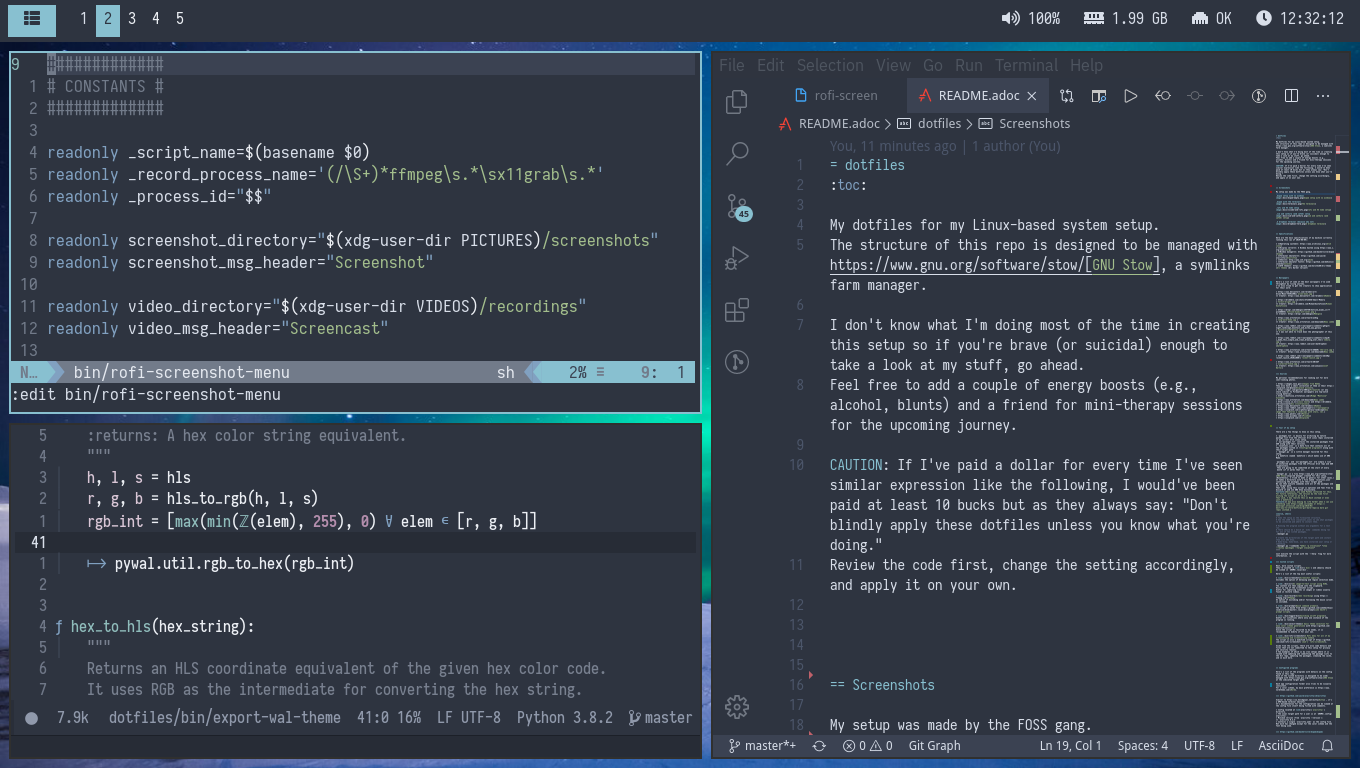 1 2 3 4 5
100% 1.99 GB OK 12:32:12
9 #############
1 # CONSTANTS #
2 #############
3
4 readonly _script_name=$(basename $0)
5 readonly _record_process_name='(/\S+)*ffmpeg\s.*\sx11grab\s.*'
6 readonly _process_id="$$"
7
8 readonly screenshot_directory="$(xdg-user-dir PICTURES)/screenshots"
9 readonly screenshot_msg_header="Screenshot"
10
11 readonly video_directory="$(xdg-user-dir VIDEOS)/recordings"
12 readonly video_msg_header="Screencast"
13
N… bin/rofi-screenshot-menu sh 2% ≡ 9: 1
:edit bin/rofi-screenshot-menu
5 :returns: A hex color string equivalent.
4 """
3 h, l, s = hls
2 r, g, b = hls_to_rgb(h, l, s)
1 rgb_int = [max(min(ℤ(elem), 255), 0) ∀ elem ∈ [r, g, b]]
41
1 ⟼ pywal.util.rgb_to_hex(rgb_int)
2
3
4 ƒ hex_to_hls(hex_string):
5 """
6 Returns an HLS coordinate equivalent of the given hex color code.
7 It uses RGB as the intermediate for converting the hex string.
7.9k dotfiles/bin/export-wal-theme 41:0 16% LF UTF-8 Python 3.8.2 master
File Edit Selection View Go Run Terminal Help
rofi-screen README.adoc
README.adoc > dotfiles > Screenshots
45
You, 11 minutes ago | 1 author (You)
1 = dotfiles
2 :toc:
3
4 My dotfiles for my Linux-based system setup.
5 The structure of this repo is designed to be managed with
https://www.gnu.org/software/stow/[GNU Stow], a symlinks
farm manager.
6
7 I don't know what I'm doing most of the time in creating
this setup so if you're brave (or suicidal) enough to
take a look at my stuff, go ahead.
8 Feel free to add a couple of energy boosts (e.g.,
alcohol, blunts) and a friend for mini-therapy sessions
for the upcoming journey.
9
10 CAUTION: If I've paid a dollar for every time I've seen
similar expression like the following, I would've been
paid at least 10 bucks but as they always say: "Don't
blindly apply these dotfiles unless you know what you're
doing."
11 Review the code first, change the setting accordingly,
and apply it on your own.
12
13
14
15
16 == Screenshots
17
18 My setup was made by the FOSS gang.
master*+ 0 0 Git Graph Ln 19, Col 1 Spaces: 4 UTF-8 LF AsciiDoc